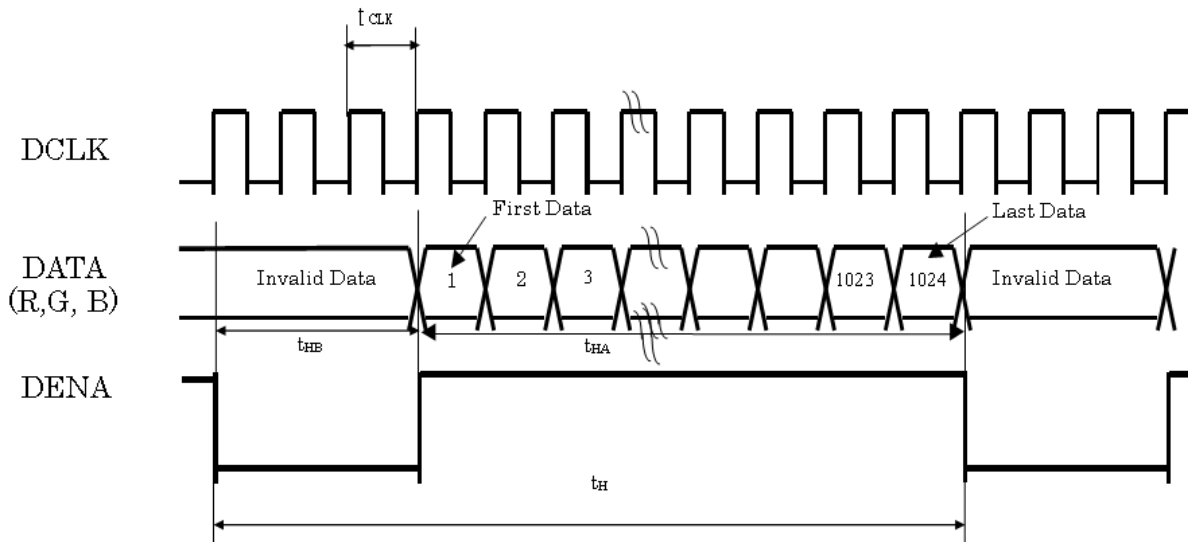 t CLK
DCLK
First Data
Last Data
DATA
(R,G, B)
Invalid Data
1
2
3
1023
1024
Invalid Data
tHB
tHA
DENA
tH